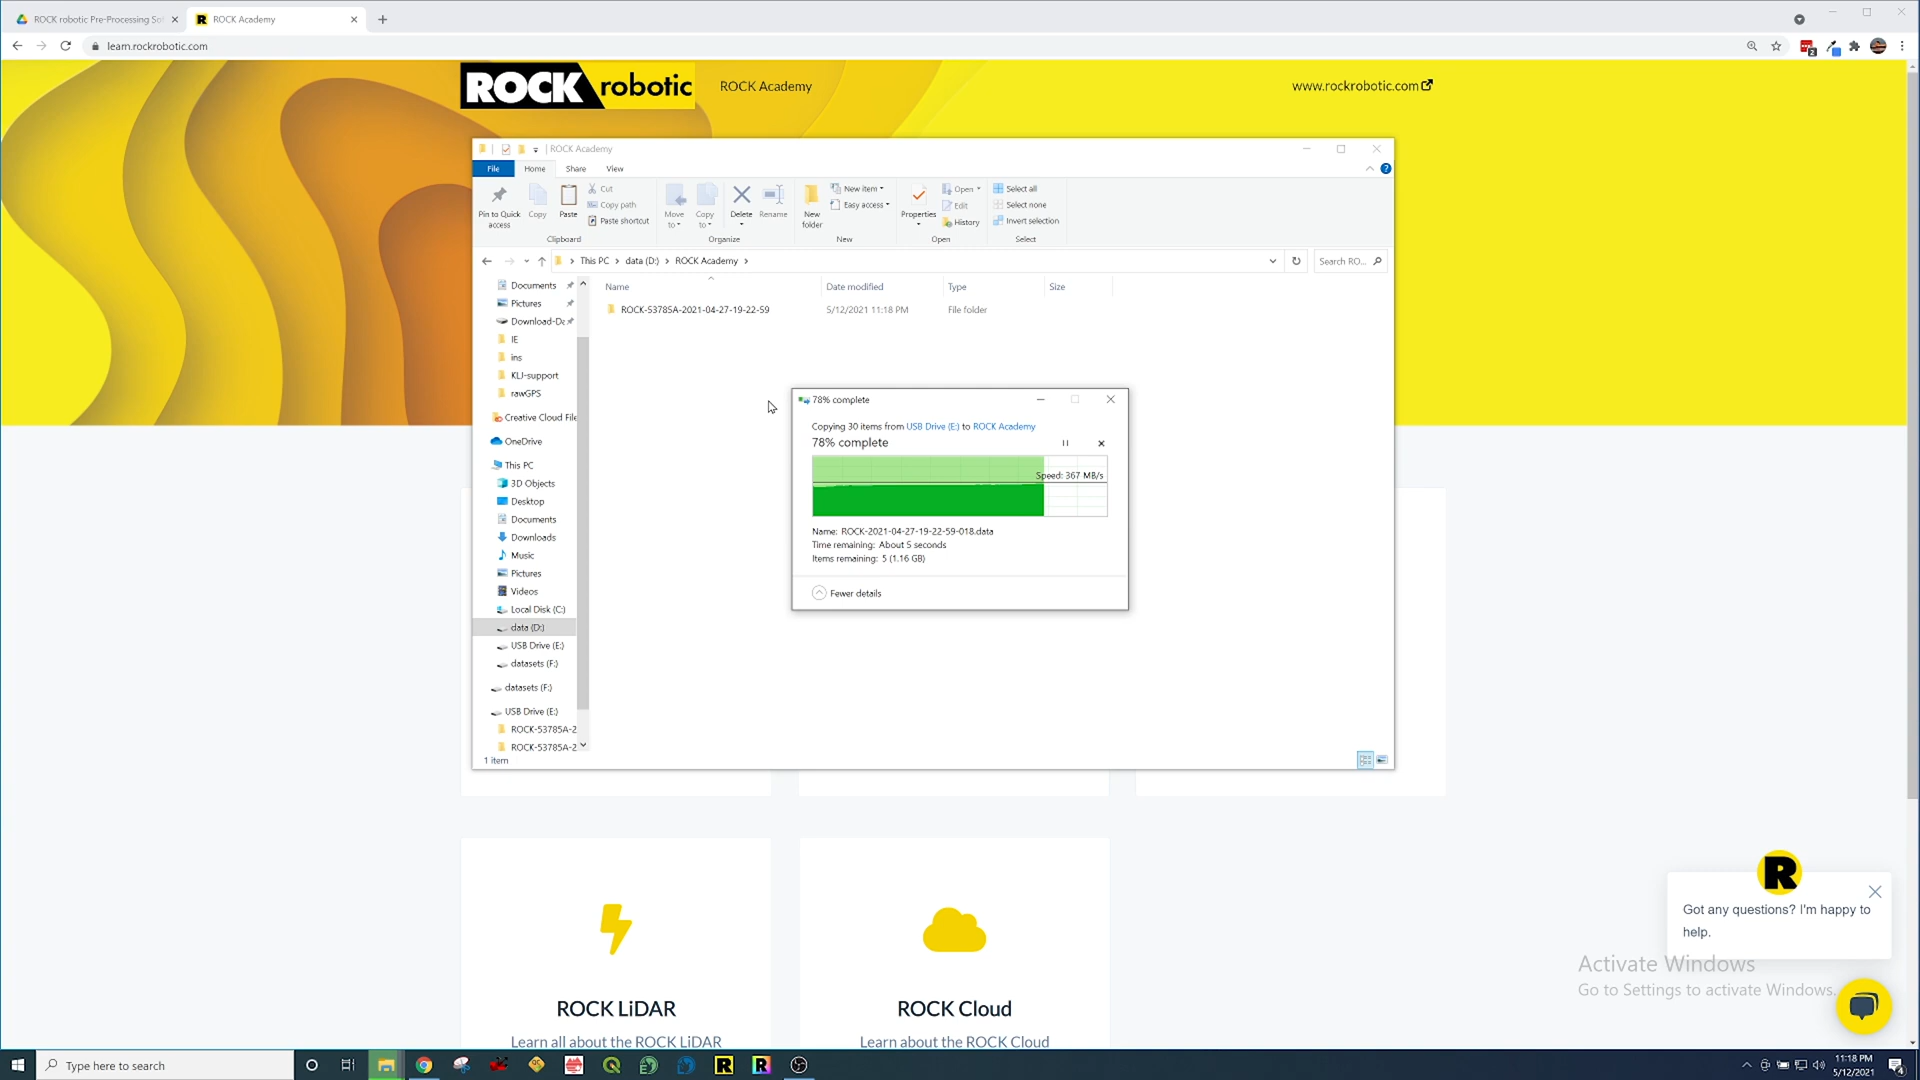 ROCK robotic Pre-Processing So
ROCK Academy
learn.rockrobotic.com
2
ROCK robotic
ROCK Academy
www.rockrobotic.com
ROCK Academy
File
Home
Share
View
Pin to Quick access
Copy
Paste
Cut
Copy path
Paste shortcut
Clipboard
Move to
Copy to
Delete
Rename
Organize
New folder
New item
Easy access
New
Properties
Open
Edit
History
Open
Select all
Select none
Invert selection
Select
This PC
data (D:)
ROCK Academy
Search RO...
Name
Date modified
Type
Size
ROCK-53785A-2021-04-27-19-22-59
5/12/2021 11:18 PM
File folder
Documents
Pictures
Download-Da
IE
ins
KLJ-support
rawGPS
Creative Cloud File
OneDrive
This PC
3D Objects
Desktop
Documents
Downloads
Music
Pictures
Videos
Local Disk (C:)
data (D:)
USB Drive (E:)
datasets (F:)
datasets (F:)
USB Drive (E:)
ROCK-53785A-2
ROCK-53785A-2
1 item
78% complete
Copying 30 items from USB Drive (E:) to ROCK Academy
78% complete
Speed: 367 MB/s
Name: ROCK-2021-04-27-19-22-59-018.data
Time remaining: About 5 seconds
Items remaining: 5 (1.16 GB)
Fewer details
ROCK LiDAR
Learn all about the ROCK LiDAR
ROCK Cloud
Learn about the ROCK Cloud
R
Got any questions? I'm happy to
help.
Activate Windows
Go to Settings to activate Windows.
Type here to search
11:18 PM
5/12/2021
4